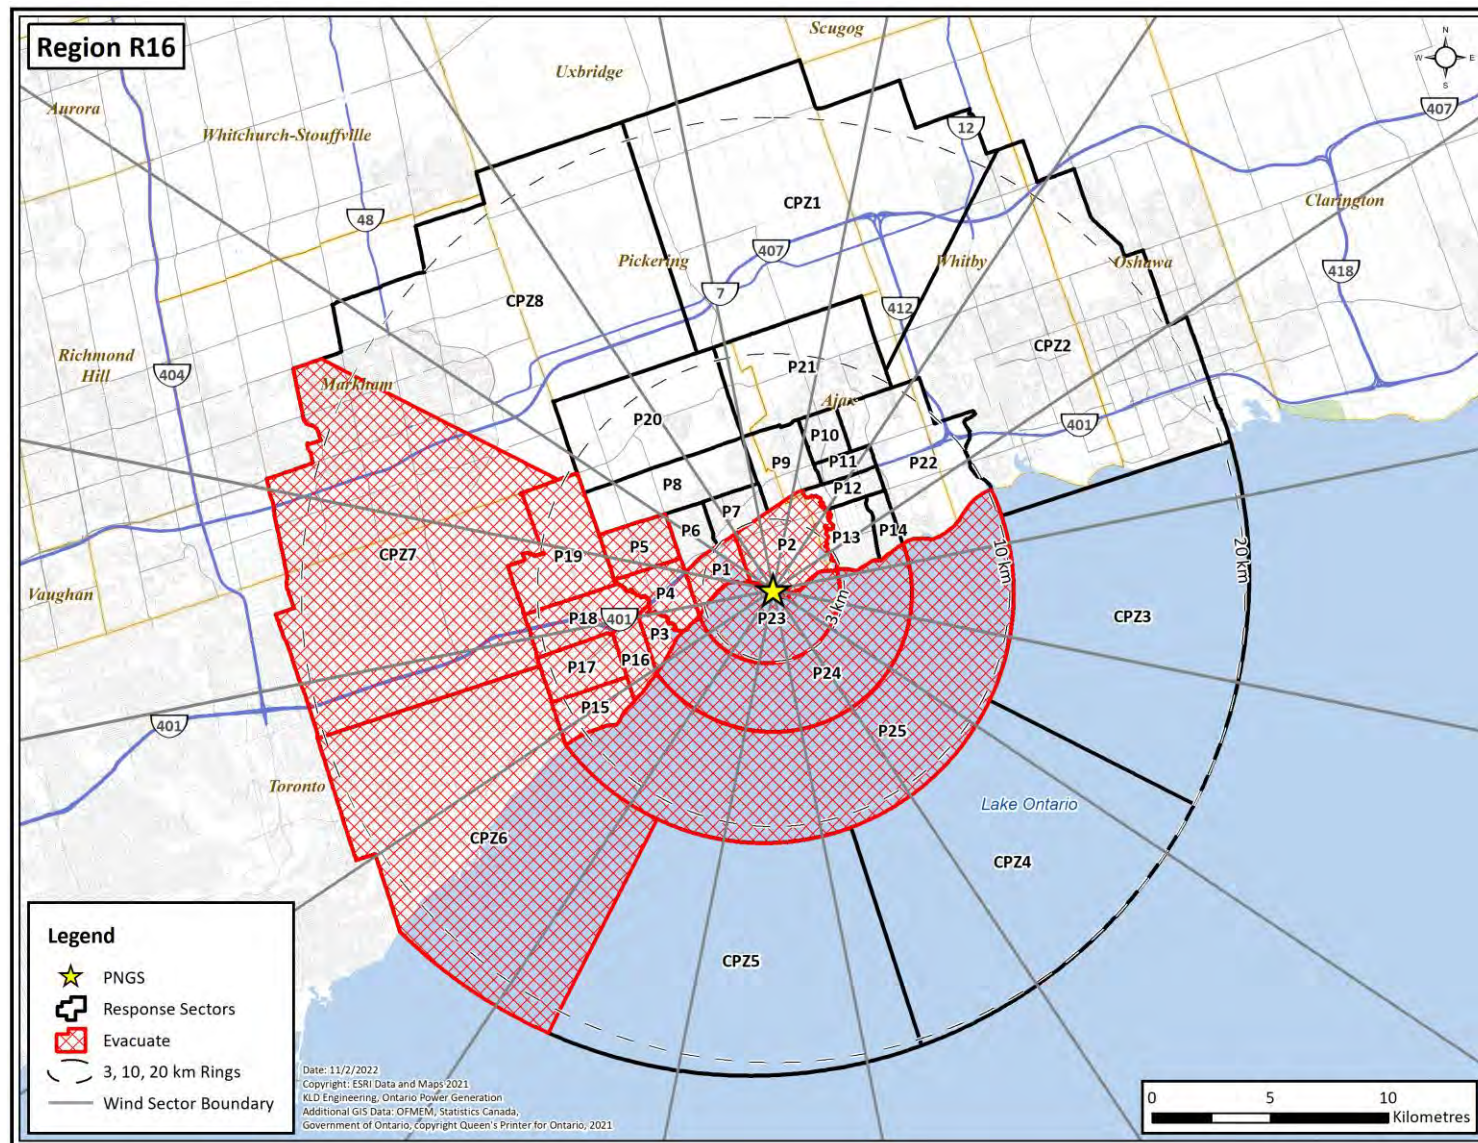 Region R16
Scugog
Uxbridge
N
W E
S
Aurora
Whitchurch-Stouffville
12
407
48
CPZ1
Clarington
407
Pickering
Whitby
Oshawa
418
7
CPZ8
412
CPZ2
Richmond
Hill
404
Markham
P21
Ajax
P20
P10
401
P9
P11
P22
P8
P12
P7
P6
P13
P14
P2
P5
CPZ7
P19
10 km
20 km
P1
Vaughan
P4
3 km
P18
401
P23
CPZ3
P3
P16
P17
P24
P15
P25
401
Toronto
Lake Ontario
CPZ6
CPZ4
CPZ5
Legend
PNGS
Response Sectors
Evacuate
3, 10, 20 km Rings
Wind Sector Boundary
Date: 11/2/2022
Copyright: ESRI Data and Maps 2021
KLD Engineering, Ontario Power Generation
Additional GIS Data: OFMEM, Statistics Canada,
Government of Ontario, copyright Queen's Printer for Ontario, 2021
0 5 10
Kilometres